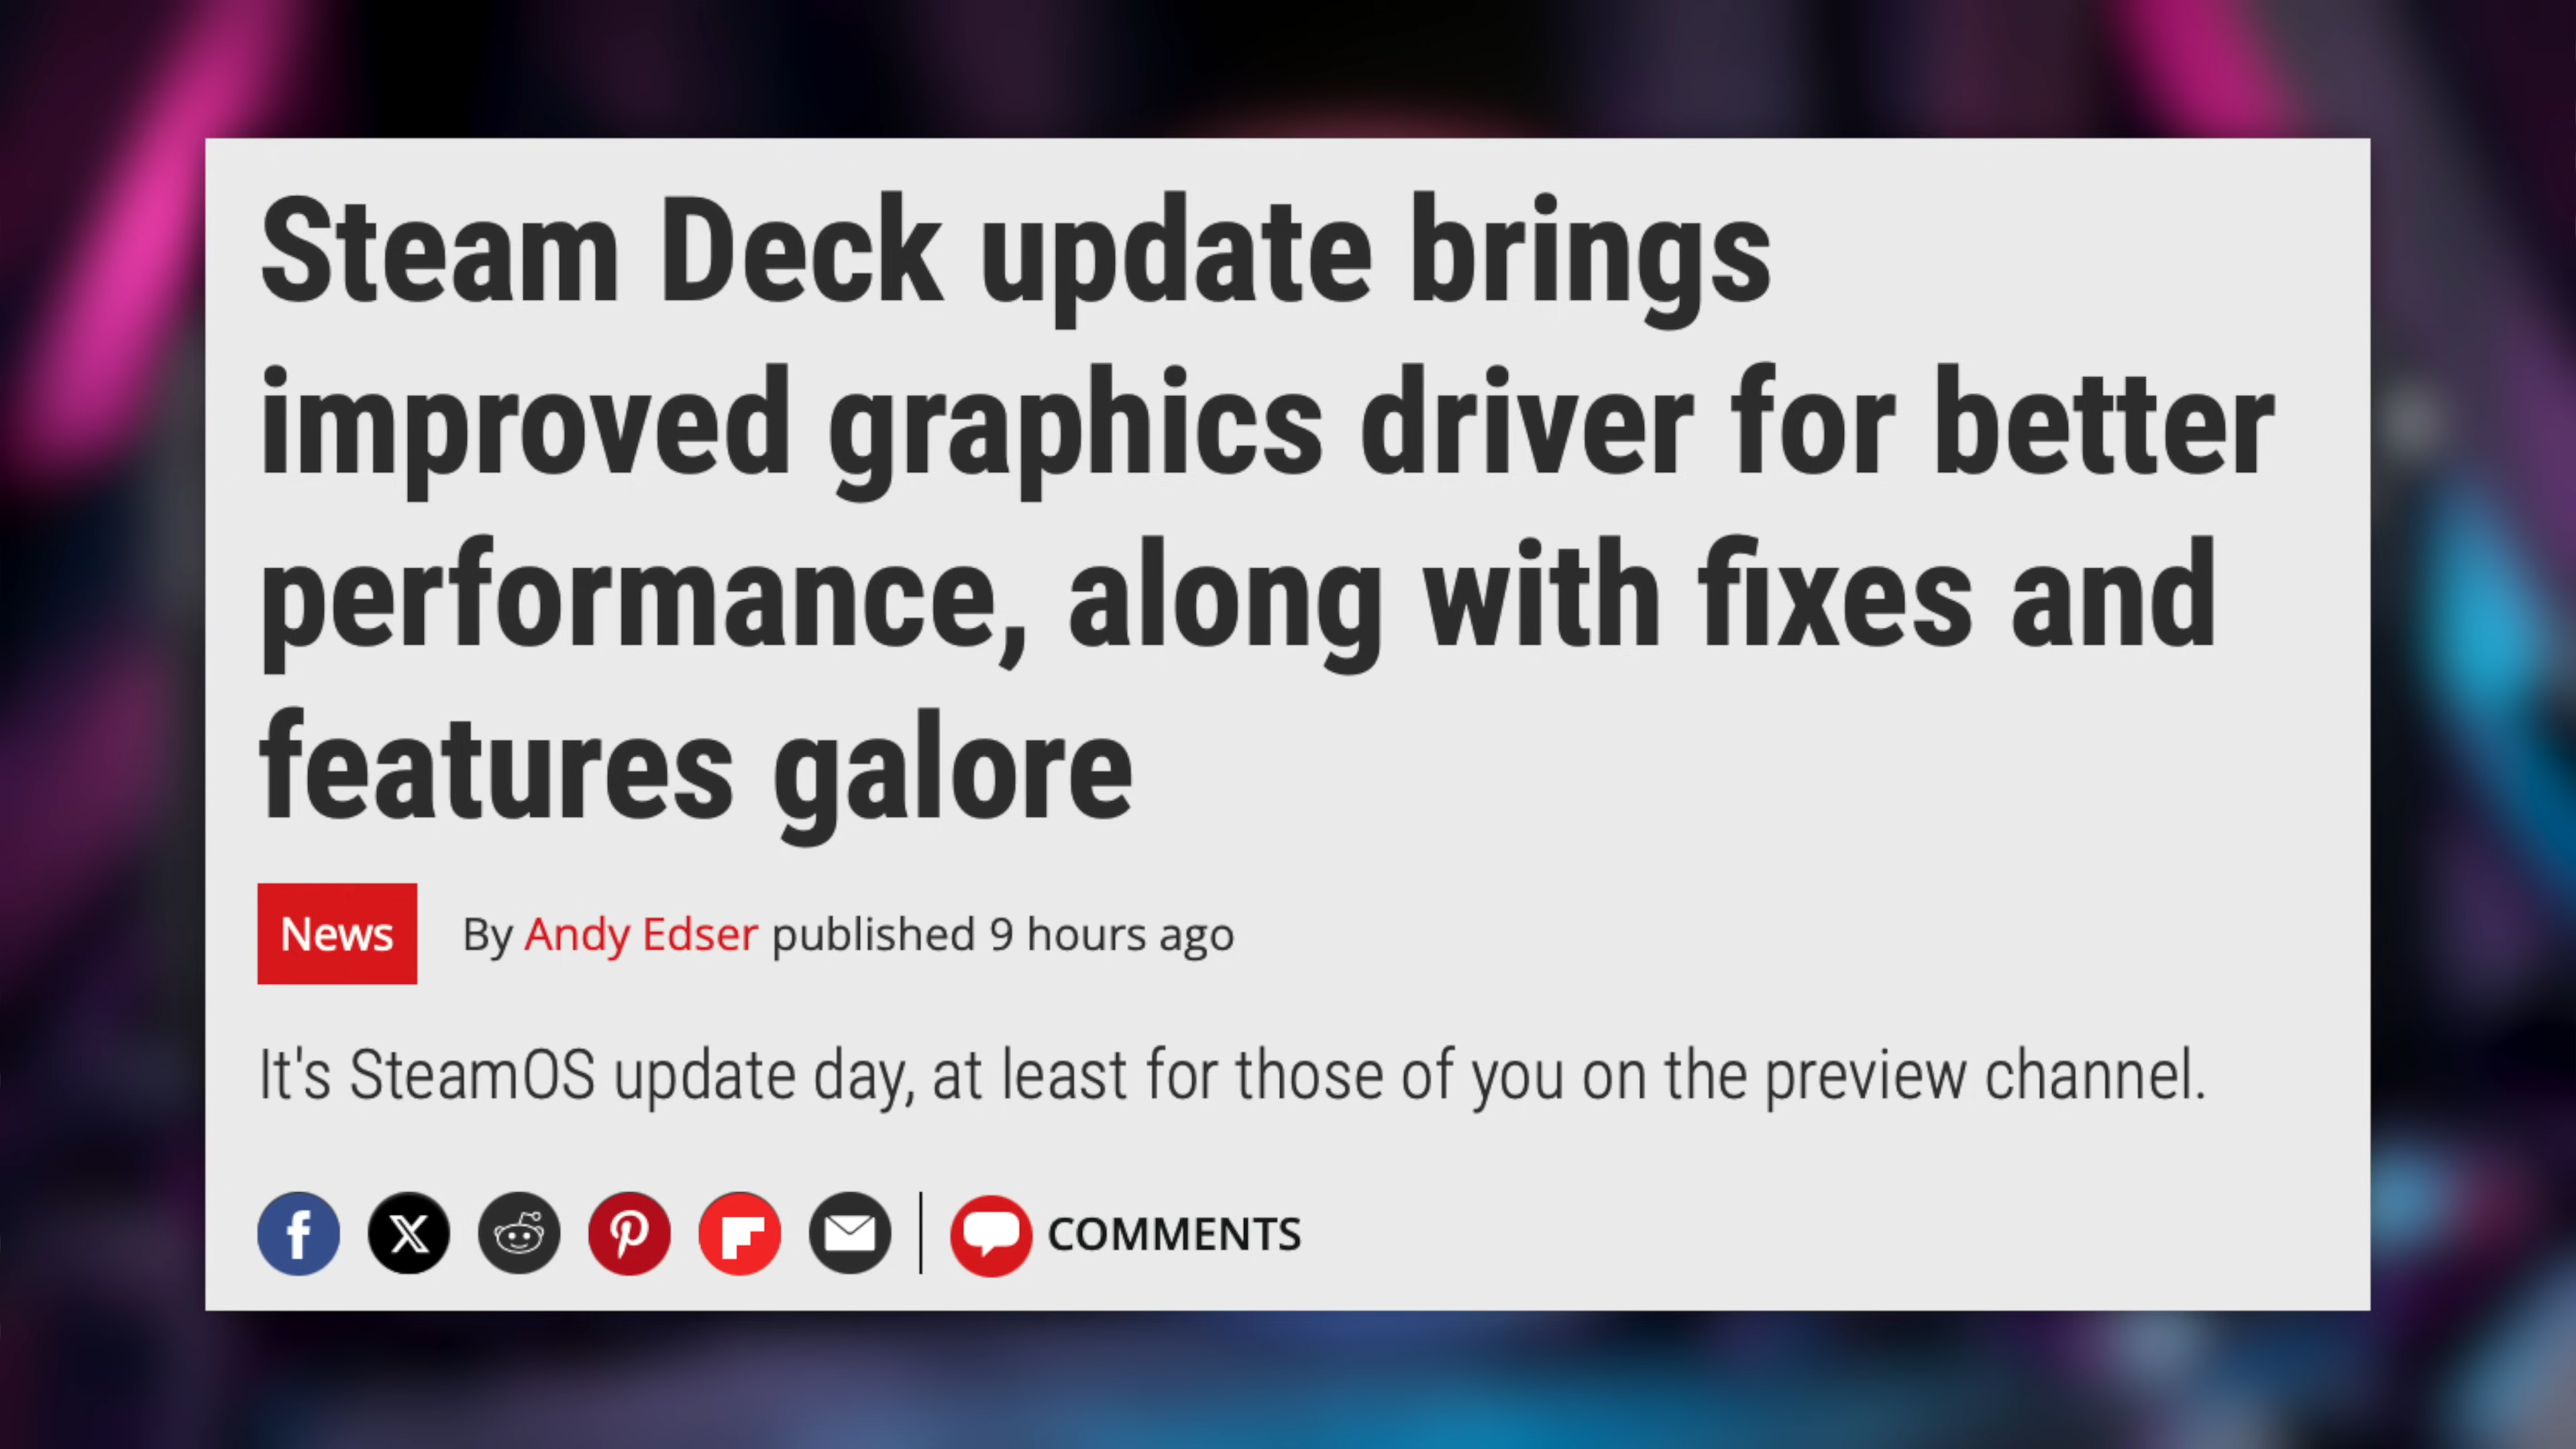 Steam Deck update brings
improved graphics driver for better
performance, along with fixes and
features galore
News By Andy Edser published 9 hours ago
It's SteamOS update day, at least for those of you on the preview channel.
COMMENTS